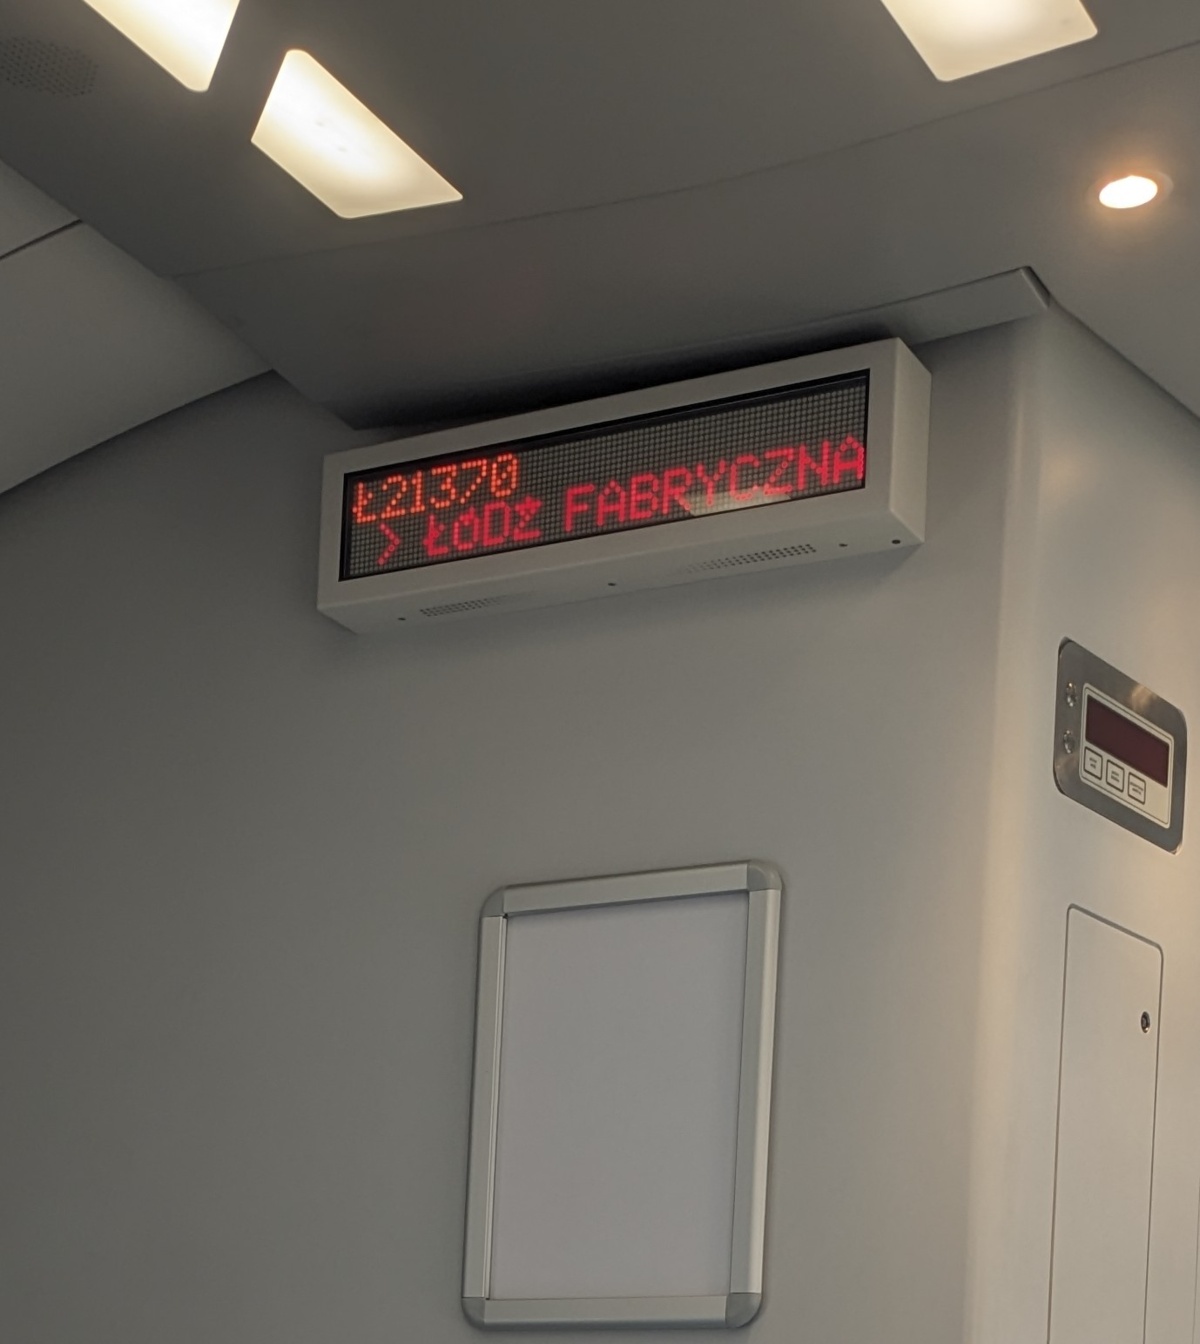 Ł21370
> ŁÓDŹ FABRYCZNA